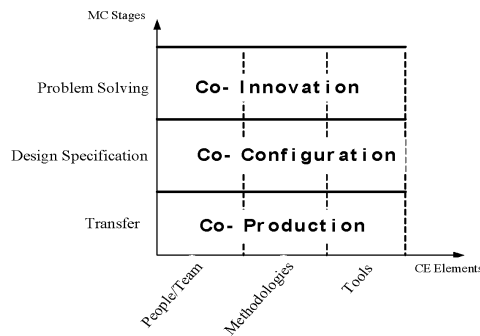 MC Stages
Problem Solving
Co- Innovation
Design Specification
Co- Configuration
Transfer
Co- Production
CE Elements
People/Team
Methodologies
Tools